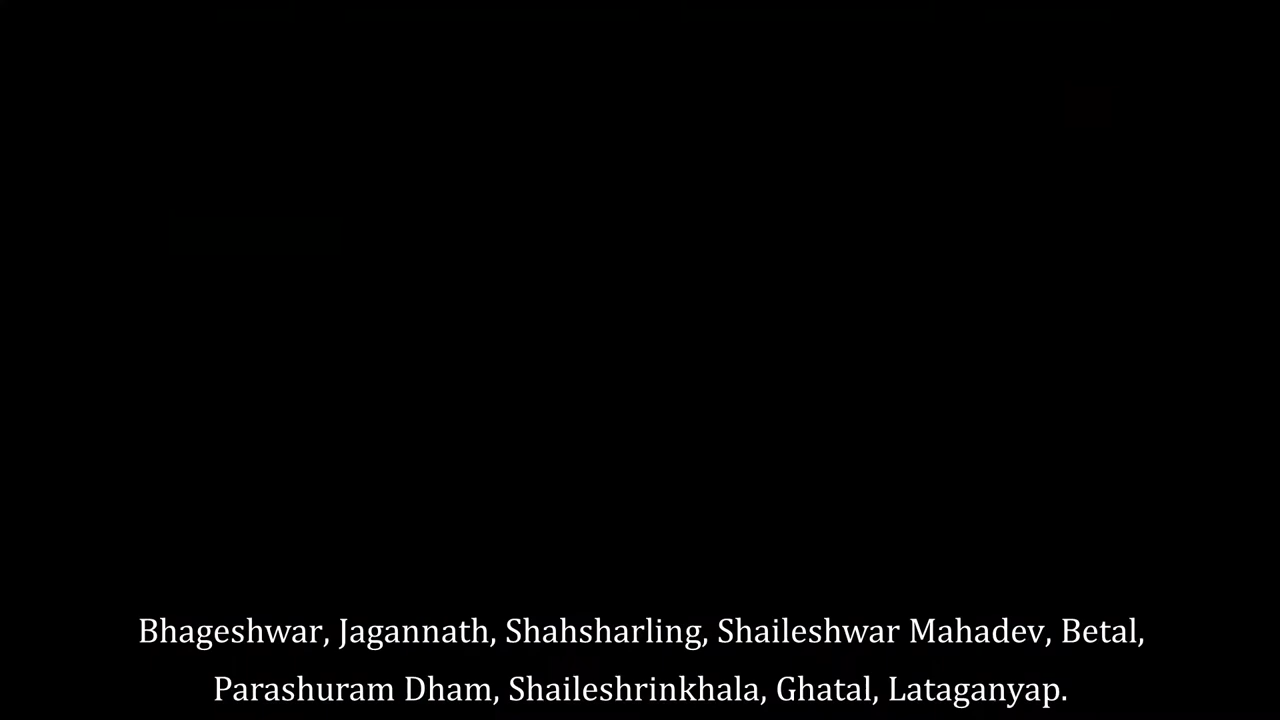 Bhageshwar, Jagannath, Shahsharling, Shaileshwar Mahadev, Betal,
Parashuram Dham, Shaileshrinkhala, Ghatal, Lataganyap.